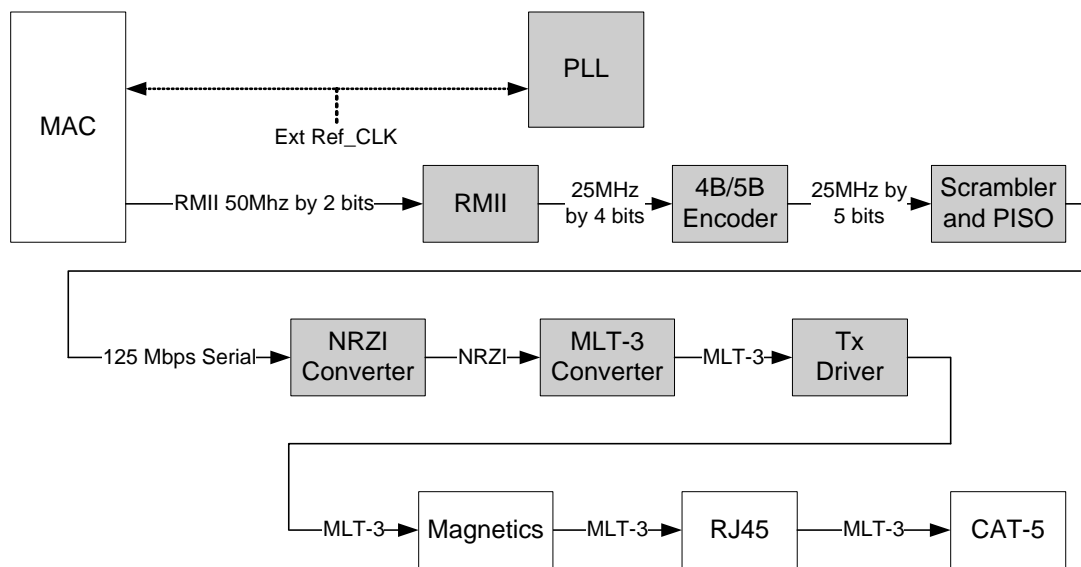 PLL
MAC
Ext Ref_CLK
RMII 50Mhz by 2 bits
RMII
25MHz
by 4 bits
4B/5B
Encoder
25MHz by
5 bits
Scrambler
and PISO
125 Mbps Serial
NRZI
Converter
NRZI
MLT-3
Converter
MLT-3
Tx
Driver
MLT-3
Magnetics
MLT-3
RJ45
MLT-3
CAT-5